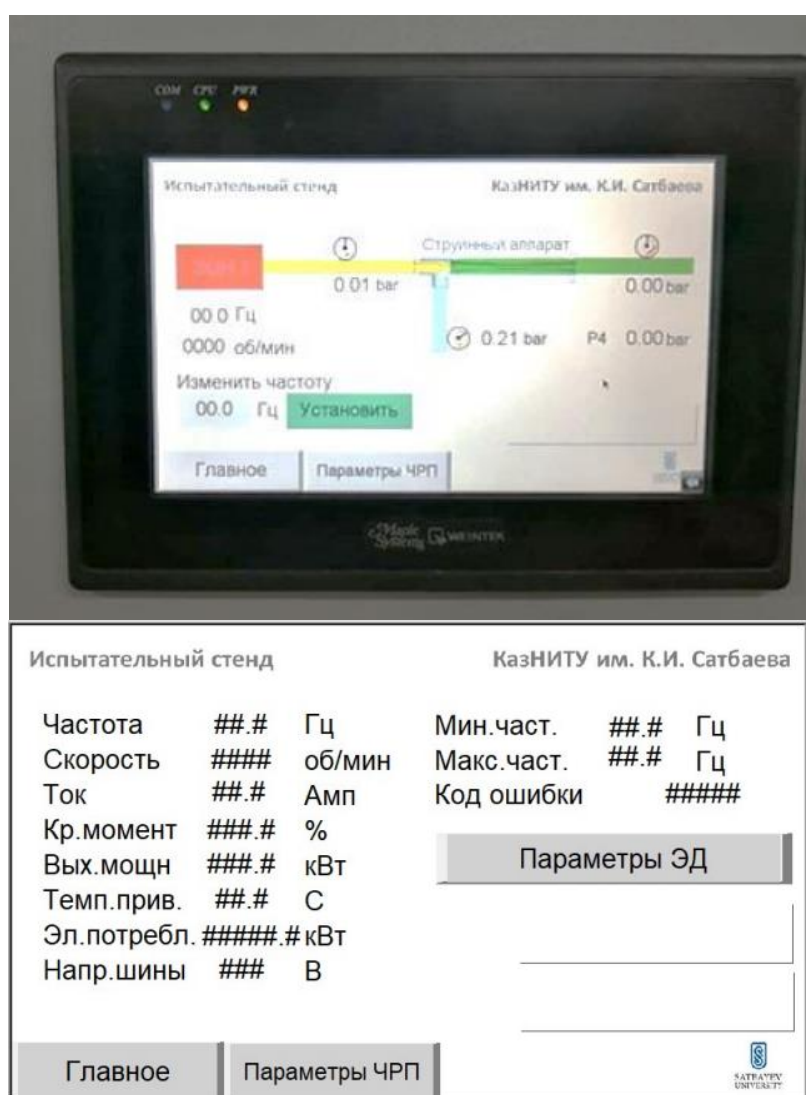 COM CPU PWR
Испытательный стенд КазНИТУ им. К.И. Сатбаева
Струйный аппарат
0.01 bar 0.00 bar
00 0 Гц
0000 об/мин
0.21 bar P4 0.00 bar
Изменить частоту
00.0 Гц Установить
Главное Параметры ЧРП
Maple Systems WEINTEK
Испытательный стенд КазНИТУ им. К.И. Сатбаева
Частота ##.# Гц Мин.част. ##.# Гц
Скорость #### об/мин Макс.част. ##.# Гц
Ток ##.# Амп Код ошибки #####
Кр.момент ###.# %
Вых.мощн ###.# кВт Параметры ЭД
Темп.прив. ##.# С
Эл.потребл. #####.# кВт
Напр.шины ### В
Главное Параметры ЧРП
SATBAYEV
UNIVERSITY